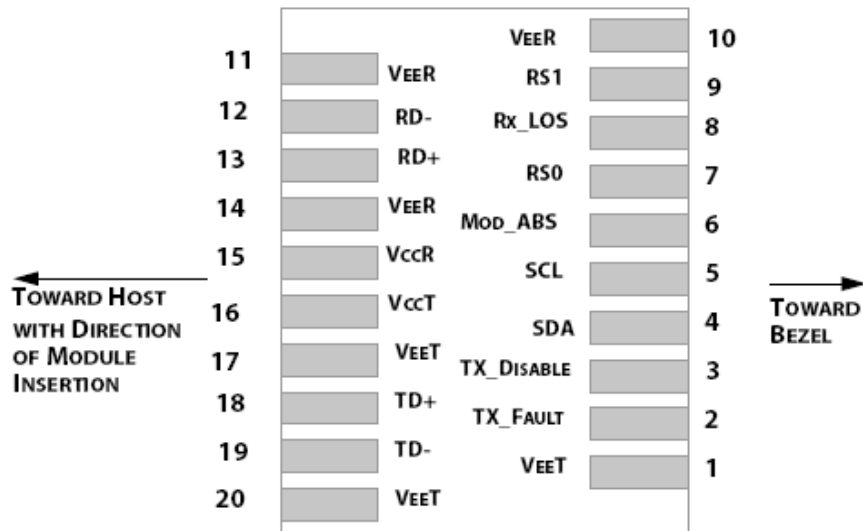 VEER 10
11 VEER
RS1 9
12 RD-
Rx_LOS 8
13 RD+
RS0 7
14 VEER
MOD_ABS 6
15 VCCR
SCL 5
TOWARD HOST
WITH DIRECTION
OF MODULE
INSERTION
TOWARD
BEZEL
16 VCCT
SDA 4
17 VEET
TX_DISABLE 3
18 TD+
TX_FAULT 2
19 TD-
VEET 1
20 VEET